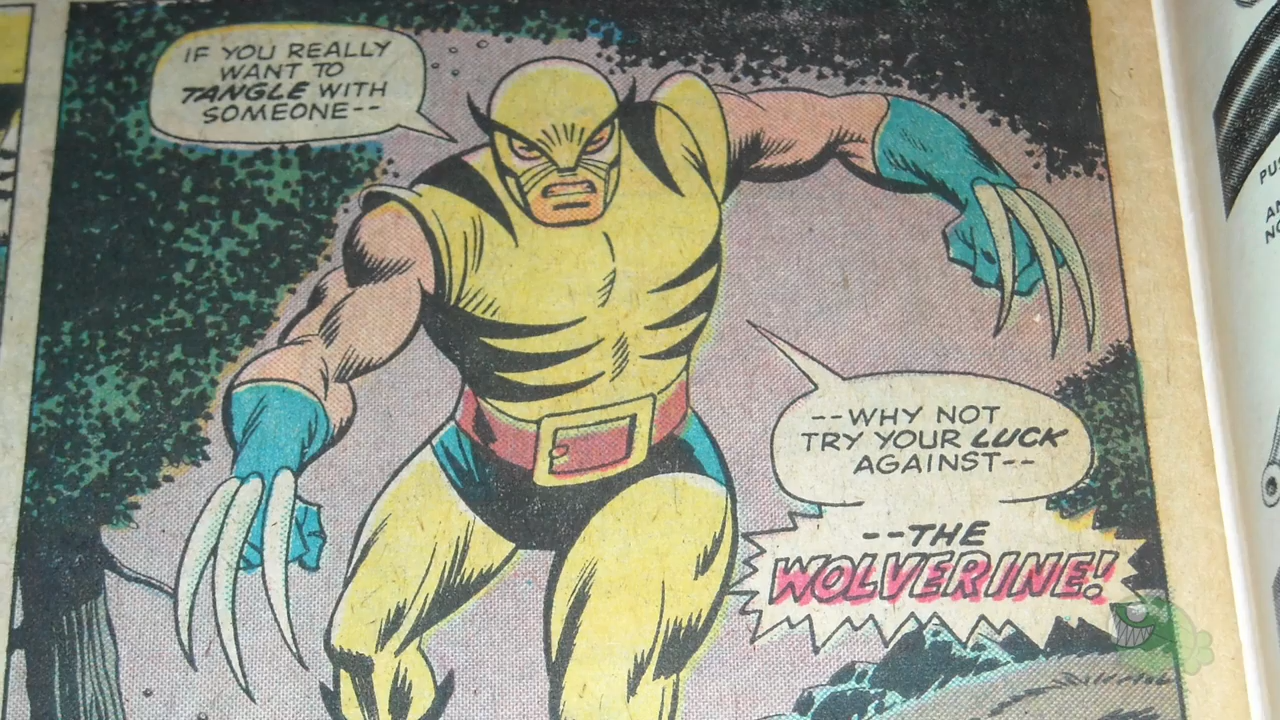 IF YOU REALLY
WANT TO
TANGLE WITH
SOMEONE--
--WHY NOT
TRY YOUR LUCK
AGAINST--
--THE
WOLVERINE!